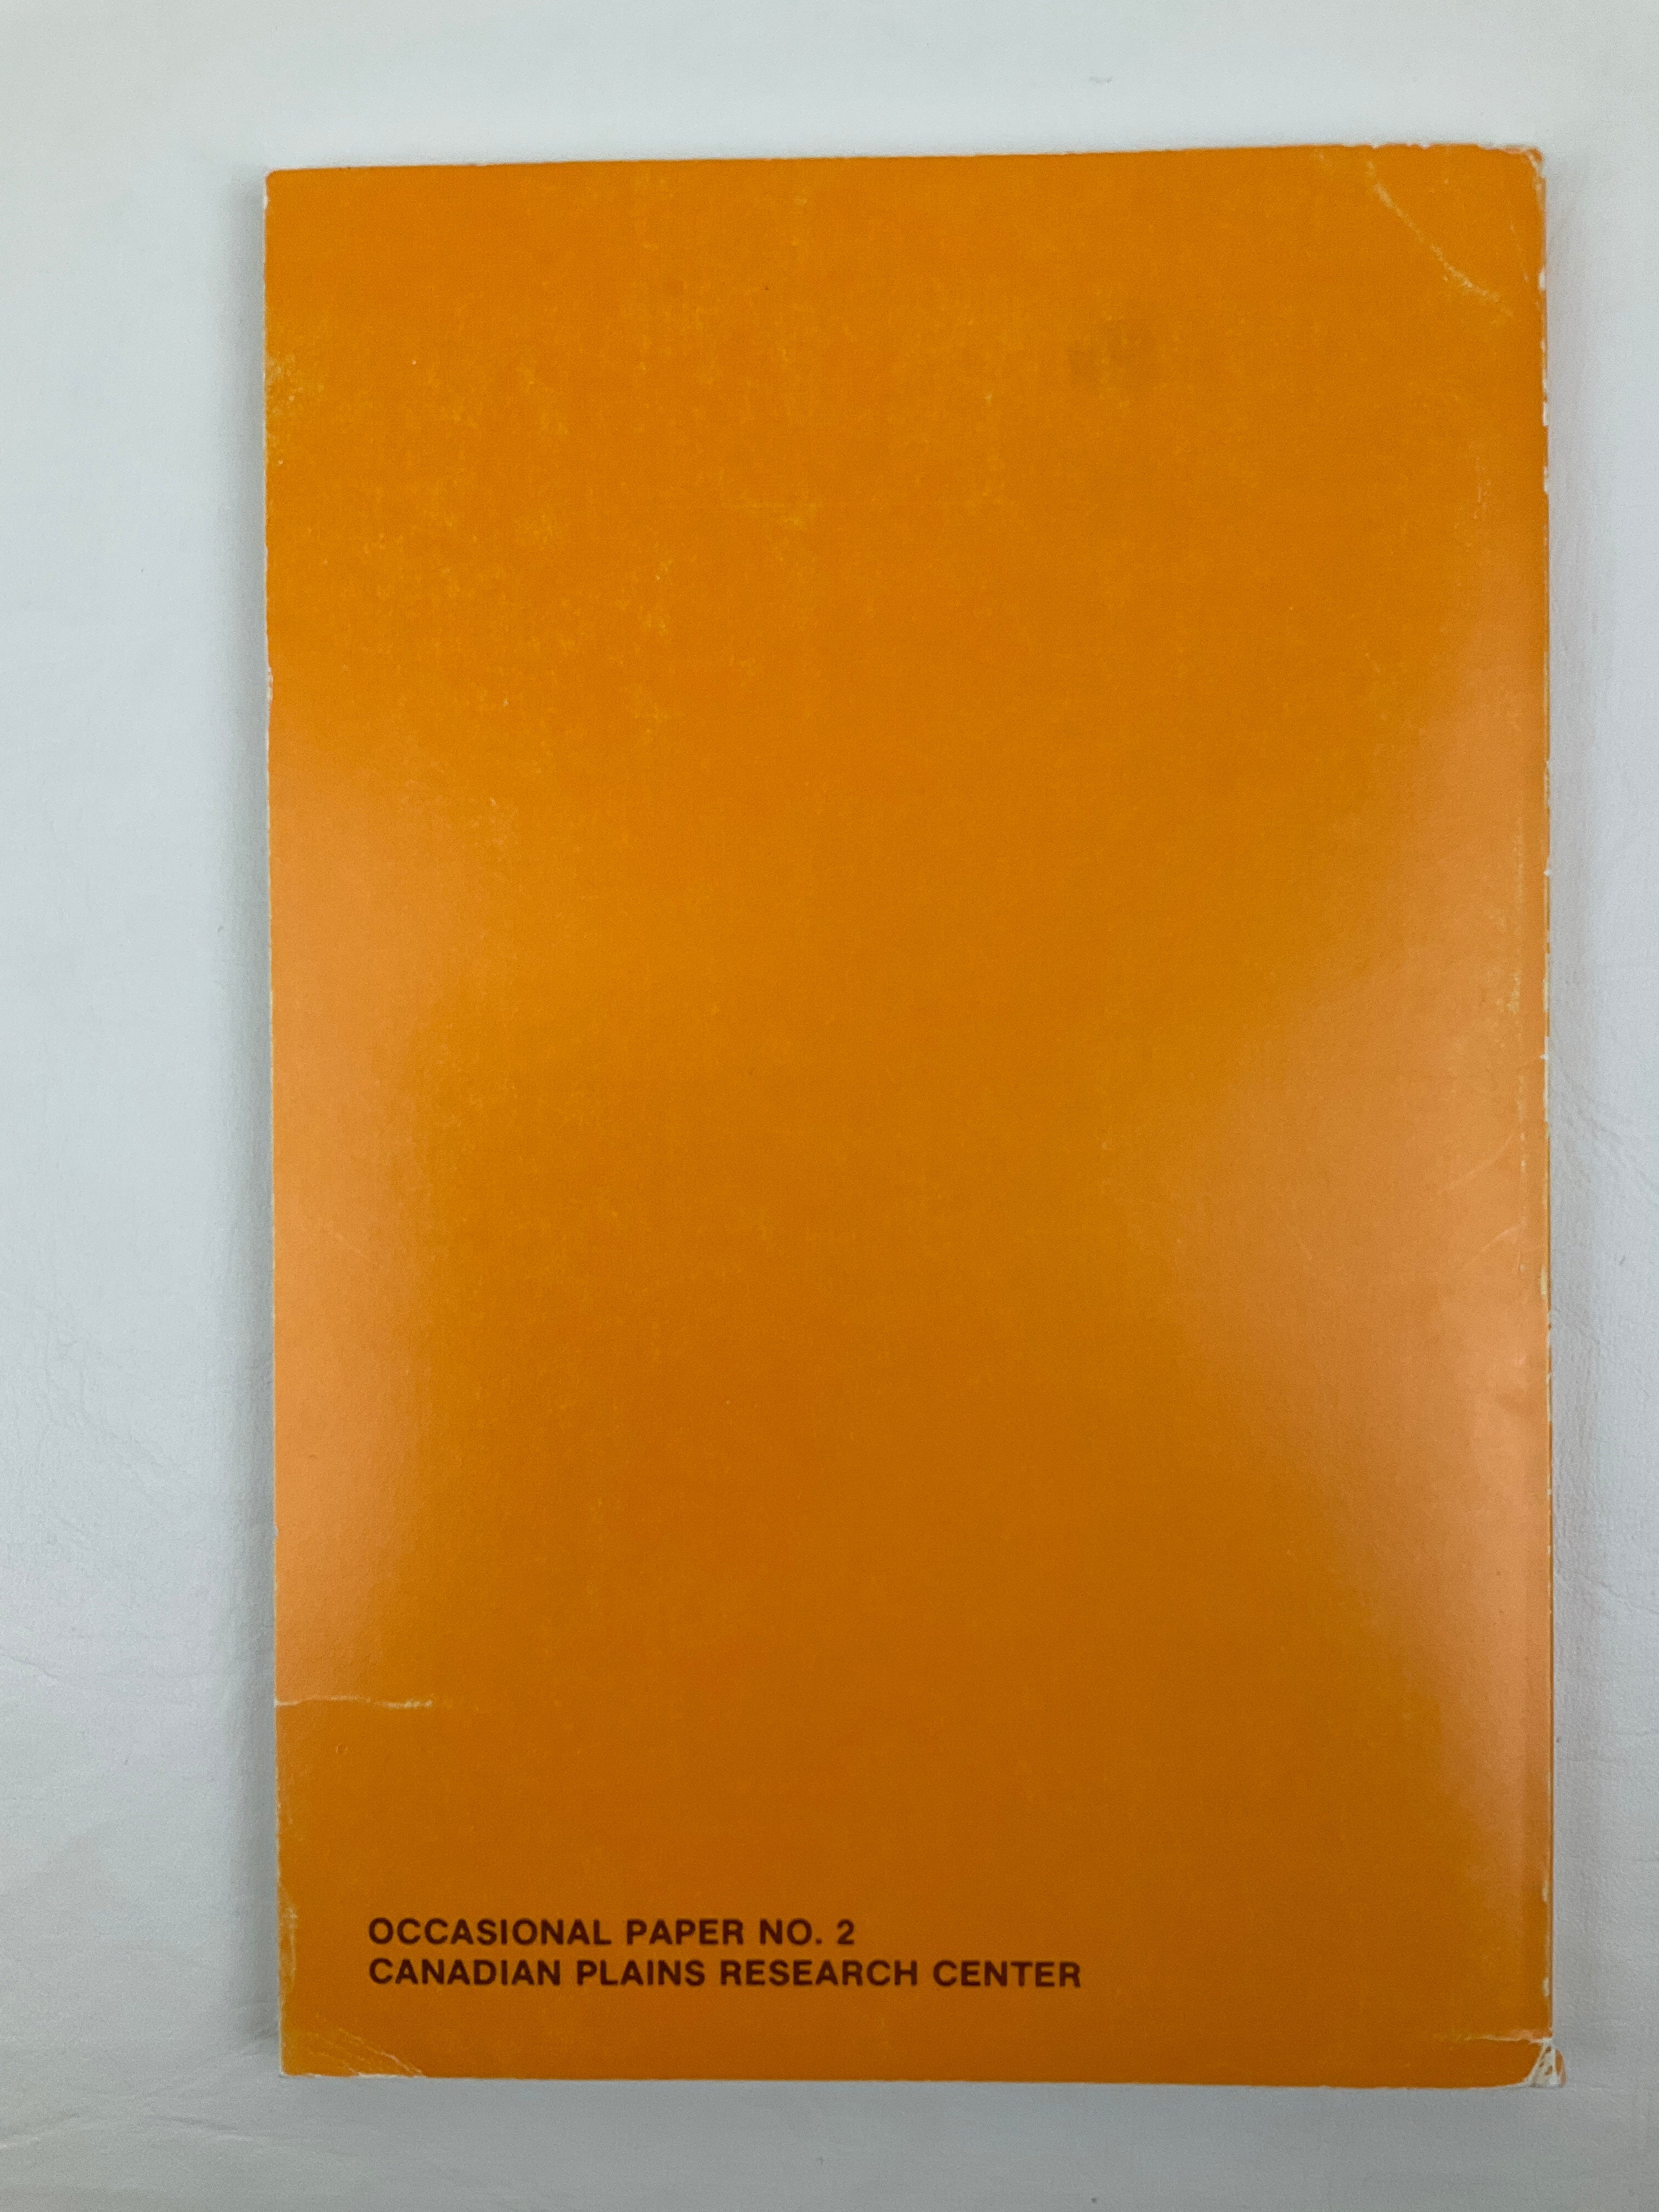 OCCASIONAL PAPER NO. 2
CANADIAN PLAINS RESEARCH CENTER